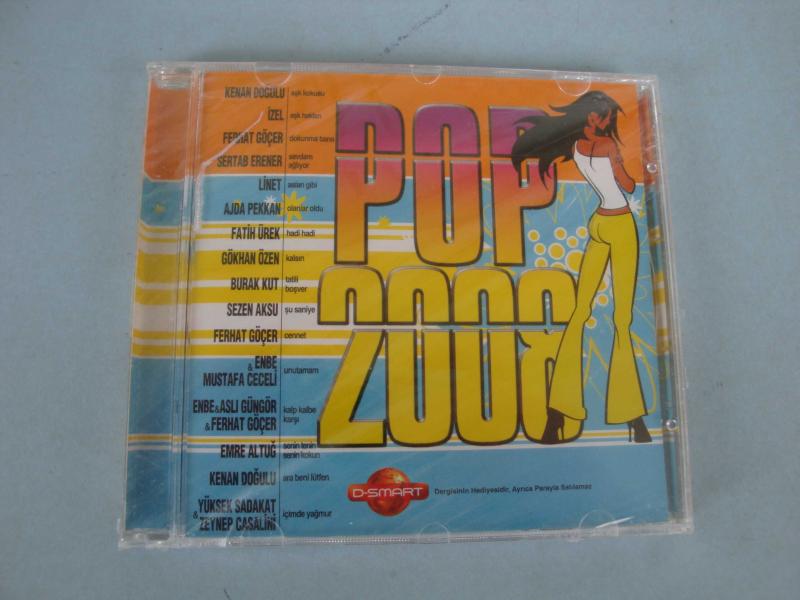 POP
2008
KENAN DOĞULU aşk kokusu
İZEL aşk haklın
FERHAT GÖÇER dokunma bana
SERTAB ERENER sevdam
ağlıyor
LİNET aslan gibi
AJDA PEKKAN olanlar oldu
FATİH ÜREK hadi hadi
GÖKHAN ÖZEN kalsın
BURAK KUT tatili
boşver
SEZEN AKSU şu saniye
FERHAT GÖÇER cennet
ENBE
& MUSTAFA CECELİ unutamam
ENBE&ASLI GÜNGÖR kalp kalbe
&FERHAT GÖÇER karşı
EMRE ALTUĞ senin tenin
senin kokun
KENAN DOĞULU ara beni lütfen
YÜKSEK SADAKAT
& ZEYNEP CASALİNİ içimde yağmur
D-SMART Dergisinin Hediyesidir, Ayrıca Parayla Satılamaz